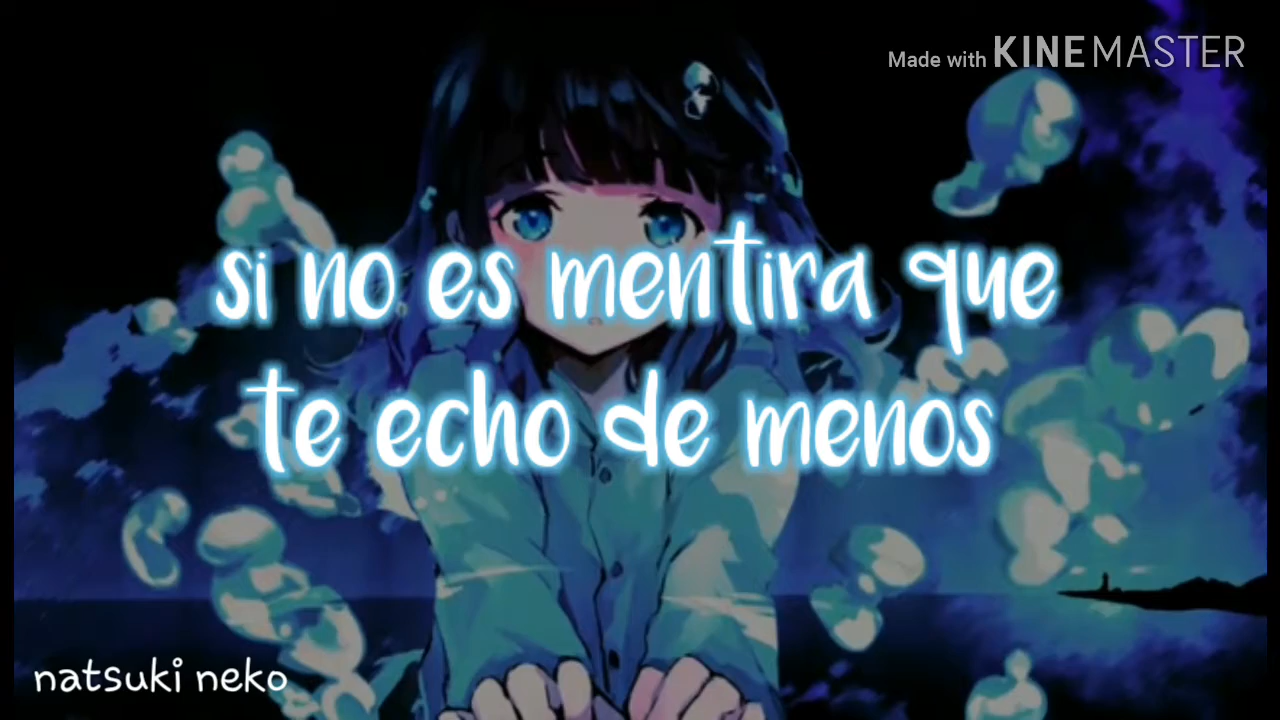 Made with KINEMASTER
si no es mentira que
te echo de menos
natsuki neko